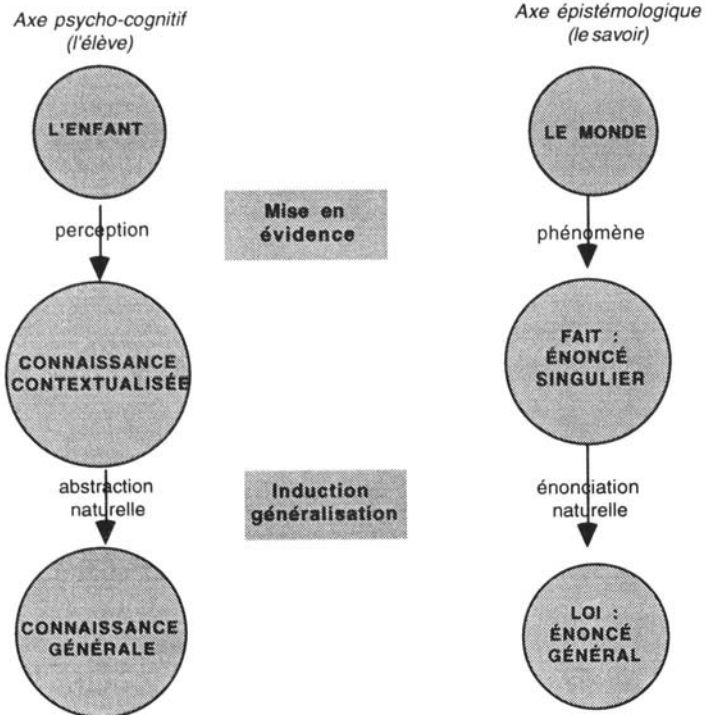 Axe psycho-cognitif
(l'élève)
Axe épistémologique
(le savoir)
L'ENFANT
LE MONDE
Mise en
évidence
perception
phénomène
CONNAISSANCE
CONTEXTUALISÉE
FAIT :
ÉNONCÉ
SINGULIER
abstraction
naturelle
Induction
généralisation
énonciation
naturelle
CONNAISSANCE
GÉNÉRALE
LOI :
ÉNONCÉ
GÉNÉRAL